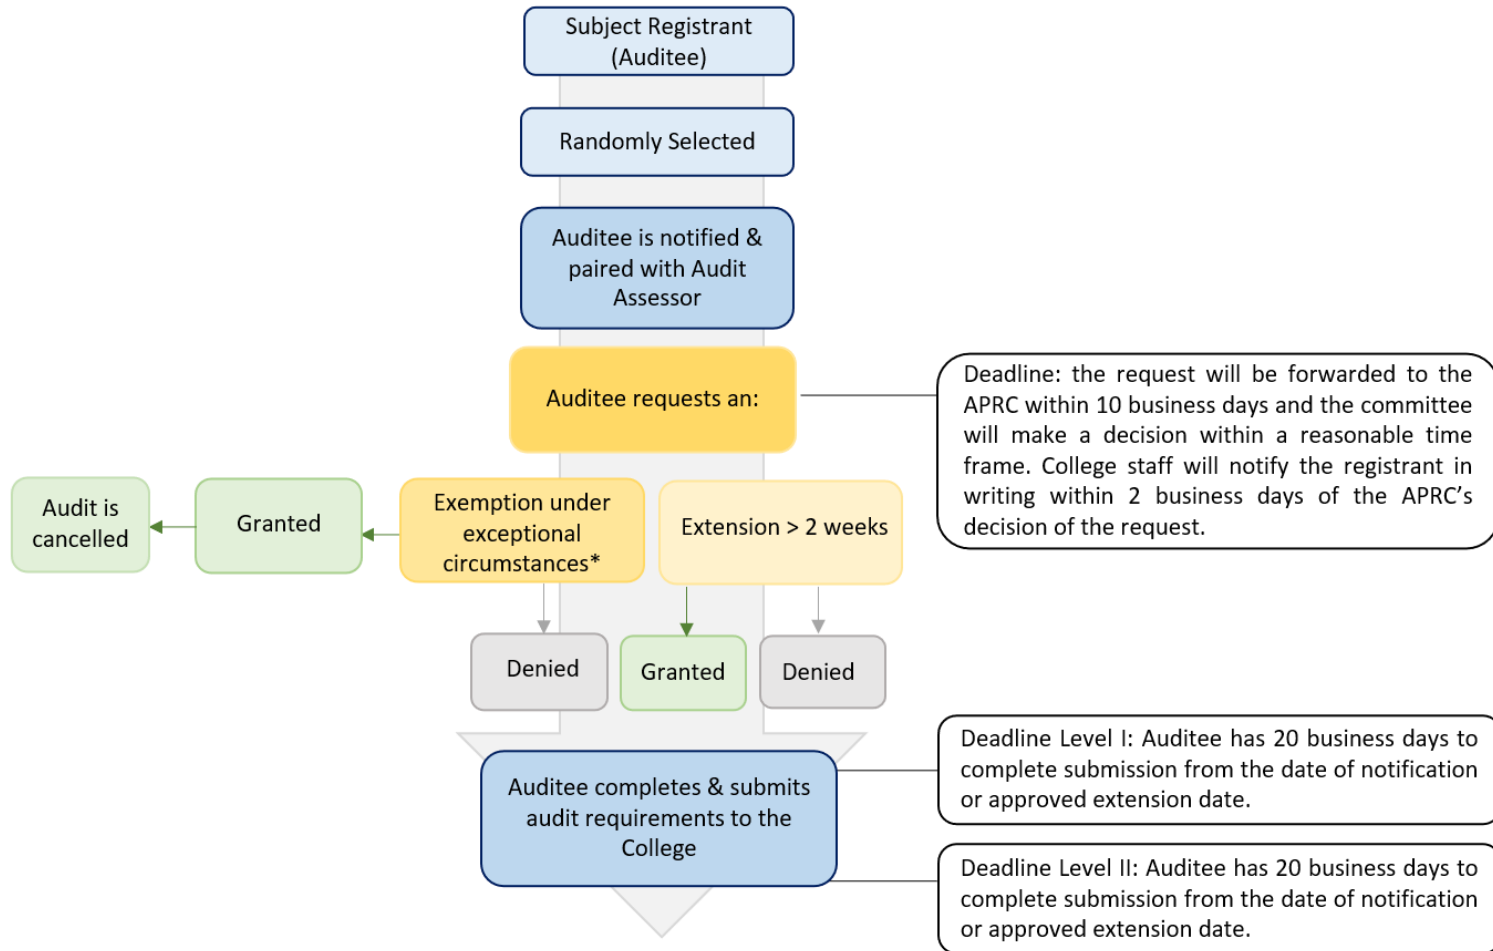 Subject Registrant
(Auditee)
Randomly Selected
Auditee is notified &
paired with Audit
Assessor
Auditee requests an:
Deadline: the request will be forwarded to the
APRC within 10 business days and the committee
will make a decision within a reasonable time
frame. College staff will notify the registrant in
writing within 2 business days of the APRC’s
decision of the request.
Audit is
cancelled
Granted
Exemption under
exceptional
circumstances*
Extension > 2 weeks
Denied
Granted
Denied
Auditee completes & submits
audit requirements to the
College
Deadline Level I: Auditee has 20 business days to
complete submission from the date of notification
or approved extension date.
Deadline Level II: Auditee has 20 business days to
complete submission from the date of notification
or approved extension date.